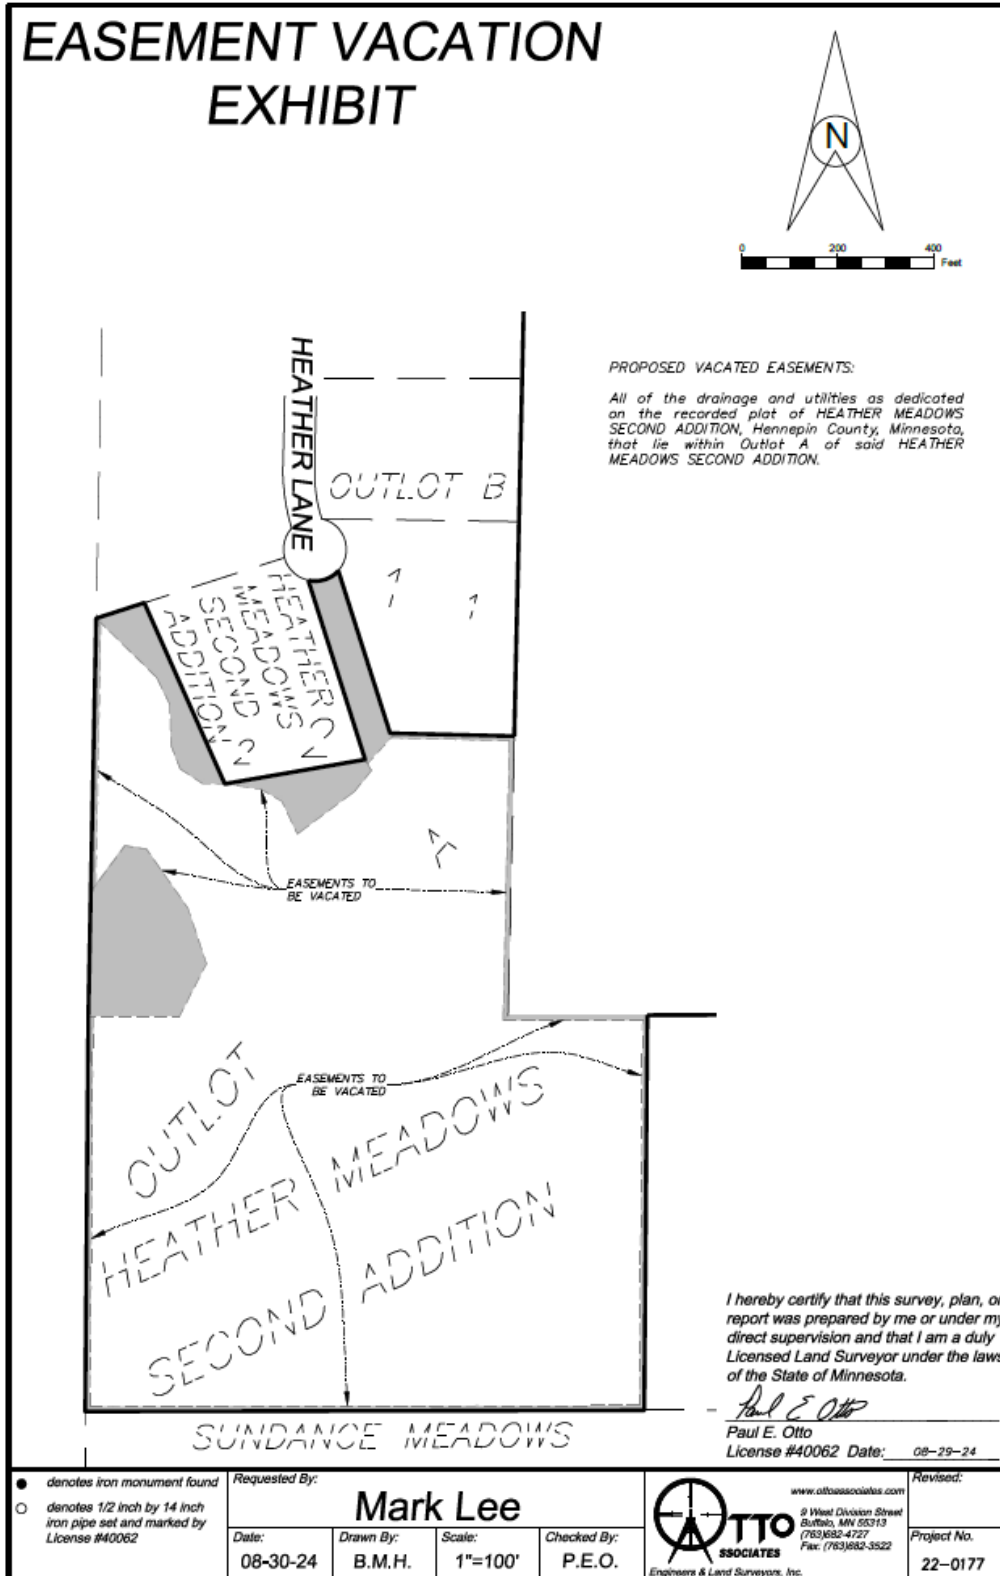 EASEMENT VACATION
EXHIBIT
N
0 200 400
Feet
PROPOSED VACATED EASEMENTS:
All of the drainage and utilities as dedicated
on the recorded plat of HEATHER MEADOWS
SECOND ADDITION, Hennepin County, Minnesota,
that lie within Outlot A of said HEATHER
MEADOWS SECOND ADDITION.
HEATHER LANE
OUTLOT B
1
1
HEATHER 2
MEADOWS
SECOND
ADDITION 2
A
EASEMENTS TO
BE VACATED
OUTLOT
EASEMENTS TO
BE VACATED
HEATHER MEADOWS
SECOND ADDITION
SUNDANCE MEADOWS
I hereby certify that this survey, plan, or
report was prepared by me or under my
direct supervision and that I am a duly
Licensed Land Surveyor under the laws
of the State of Minnesota.
Paul E Otto
Paul E. Otto
License #40062 Date: 08-29-24
denotes iron monument found
denotes 1/2 inch by 14 inch
iron pipe set and marked by
License #40062
Requested By:
Mark Lee
Date:
08-30-24
Drawn By:
B.M.H.
Scale:
1"=100'
Checked By:
P.E.O.
www.ottoassociates.com
9 West Division Street
Buffalo, MN 55313
(763)682-4727
Fax: (763)682-3522
OTTO
ASSOCIATES
Engineers & Land Surveyors, Inc.
Revised:
Project No.
22-0177